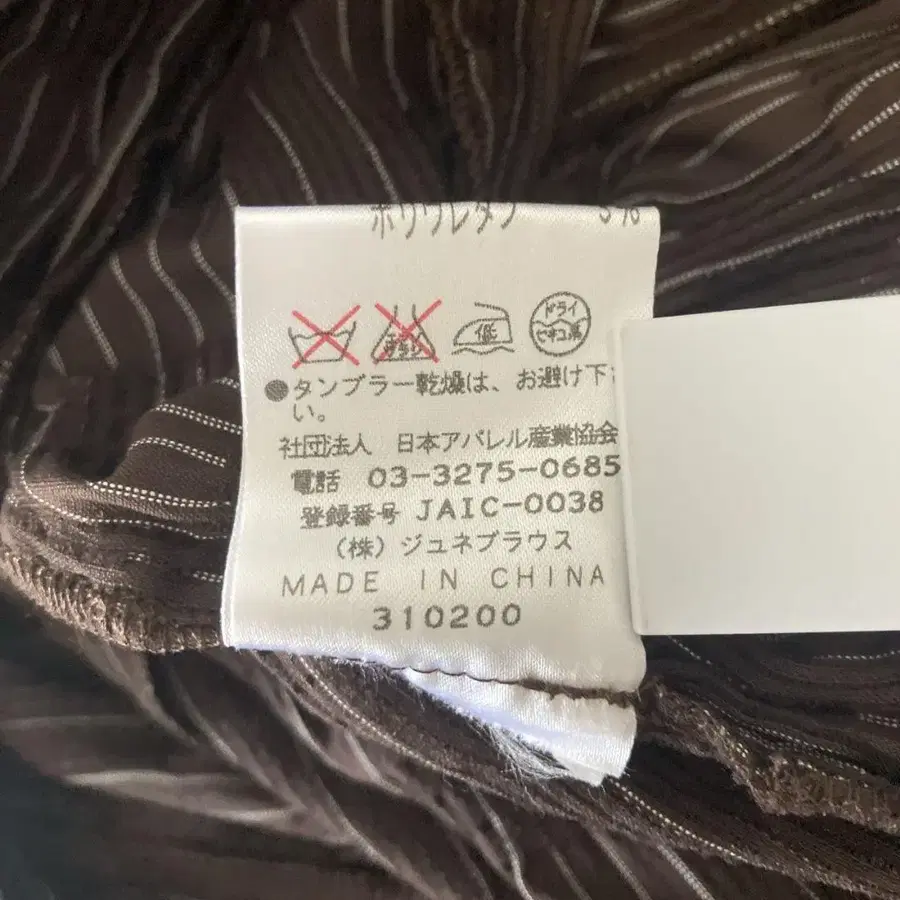 ポリウレタン 5%
低
ドライ
セキユ系
●タンブラー乾燥は、お避け下さ
い。
社団法人 日本アパレル産業協会
電話 03-3275-0685
登録番号 JAIC-0038
(株)ジュネブラウス
MADE IN CHINA
310200